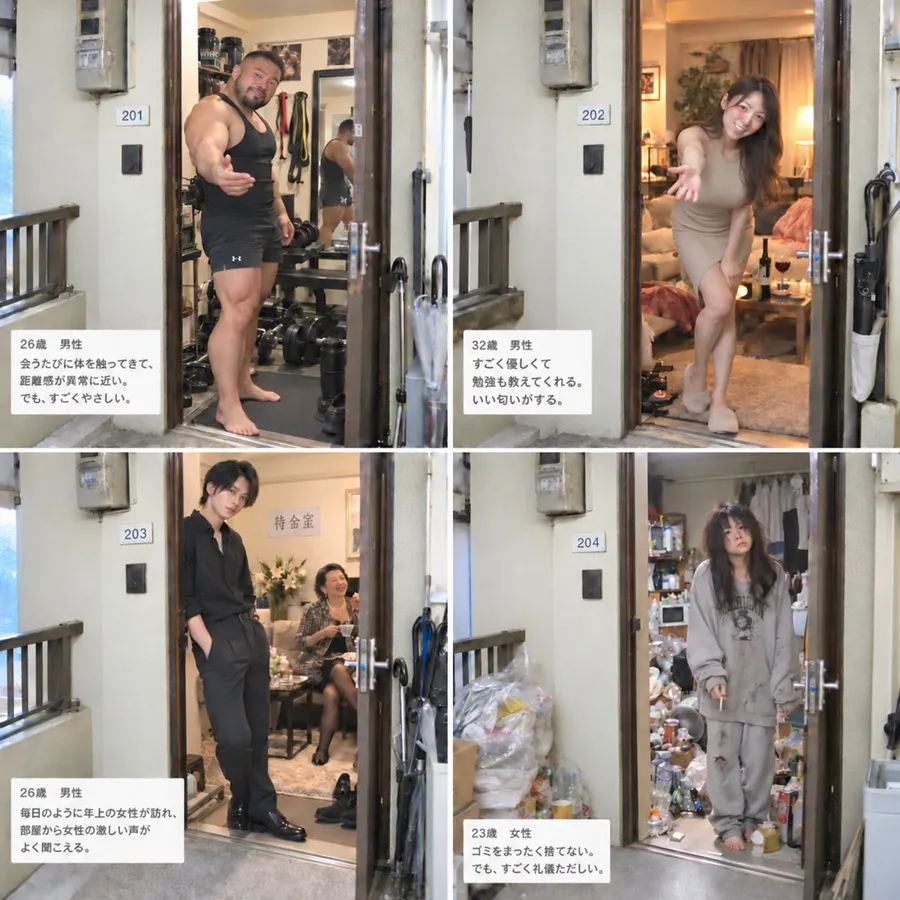 201
26歳 男性
会うたびに体を触ってきて、
距離感が異常に近い。
でも、すごくやさしい。
202
32歳 男性
すごく優しくて
勉強も教えてくれる。
いい匂いがする。
203
待金室
26歳 男性
毎日のように年上の女性が訪れ、
部屋から女性の激しい声が
よく聞こえる。
204
23歳 女性
ゴミをまったく捨てない。
でも、すごく礼儀ただしい。